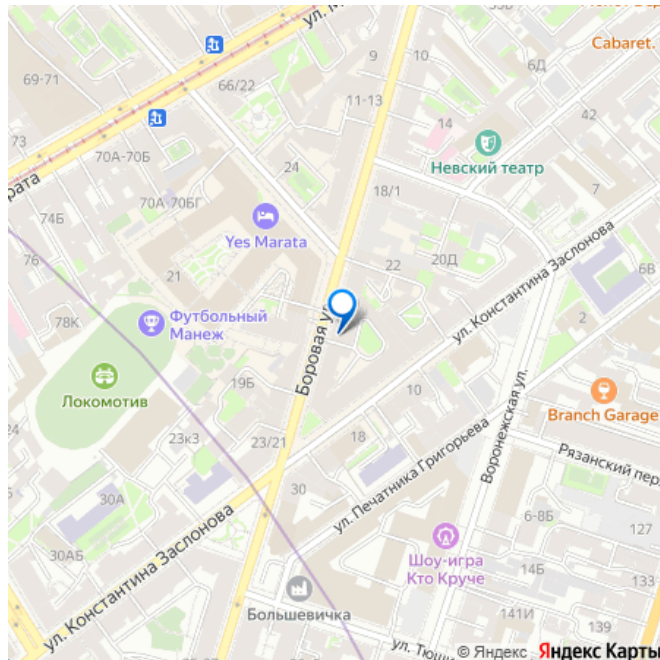 ул. М
Cabaret.
69-71
9
10
6Д
66/22
11-13
42
73
70А-70Б
24
Невский театр
рата
70А-70БГ
18/1
7
74Б
Yes Marata
20Д
6В
76
21
22
ул. Константина Заслонова
2
78К
Футбольный
Манеж
Боровая ул.
Локомотив
19Б
10
Воронежская ул.
Branch Garage
23к3
23/21
18
ул. Печатника Григорьева
Рязанский пер
30А
30
6-8Б
127
ул. Константина Заслонова
30АБ
Шоу-игра
Кто Круче
14Б
133
Большевичка
141И
139
ул. Тюши
© Яндекс Яндекс Карты